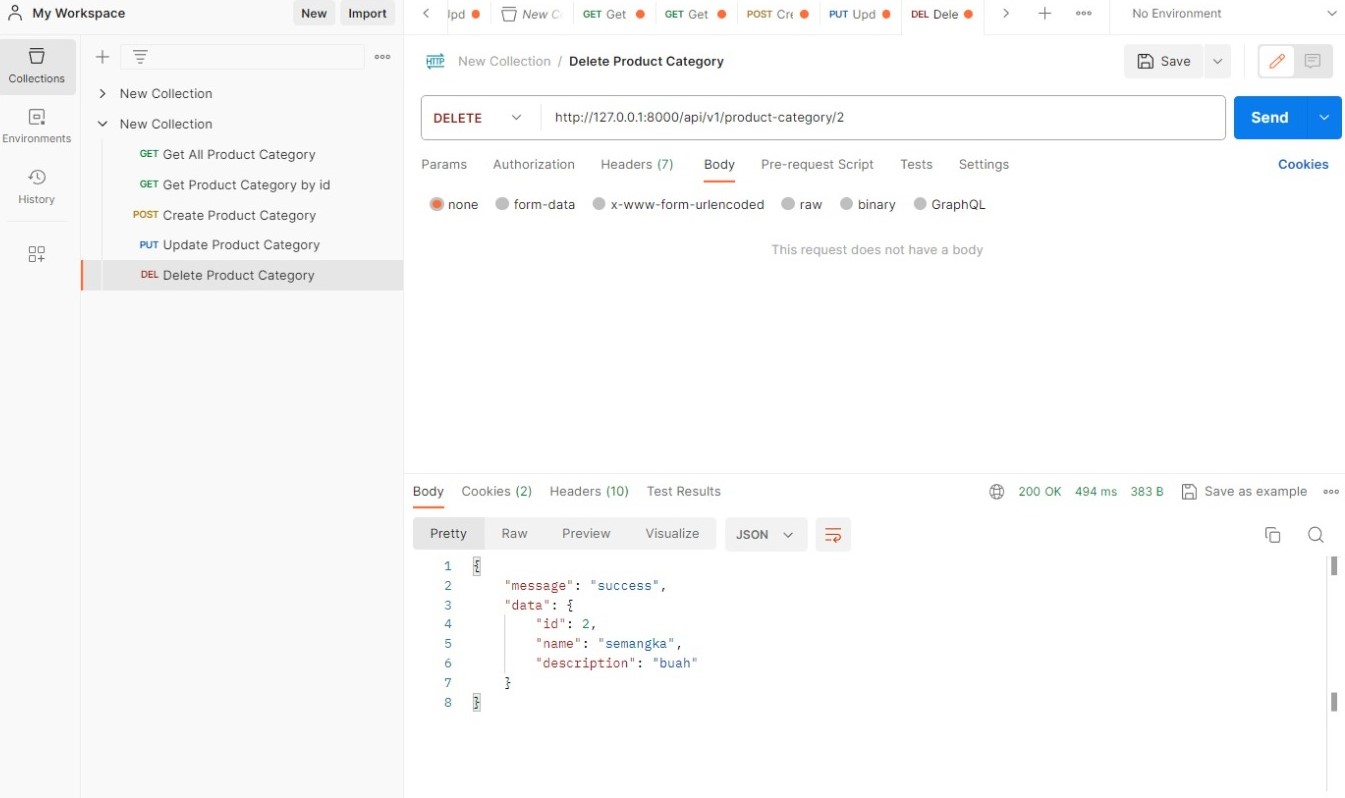 My Workspace
New Import
Collections
Environments
History
New Collection
New Collection
GET Get All Product Category
GET Get Product Category by id
POST Create Product Category
PUT Update Product Category
DEL Delete Product Category
Jpd New C GET Get GET Get POST Cre PUT Upd DEL Dele No Environment
HTTP New Collection / Delete Product Category Save
DELETE http://127.0.0.1:8000/api/v1/product-category/2 Send
Params Authorization Headers (7) Body Pre-request Script Tests Settings Cookies
none form-data x-www-form-urlencoded raw binary GraphQL
This request does not have a body
Body Cookies (2) Headers (10) Test Results 200 OK 494 ms 383 B Save as example
Pretty Raw Preview Visualize JSON
1 {
2 "message": "success",
3 "data": {
4 "id": 2,
5 "name": "semangka",
6 "description": "buah"
7 }
8 }